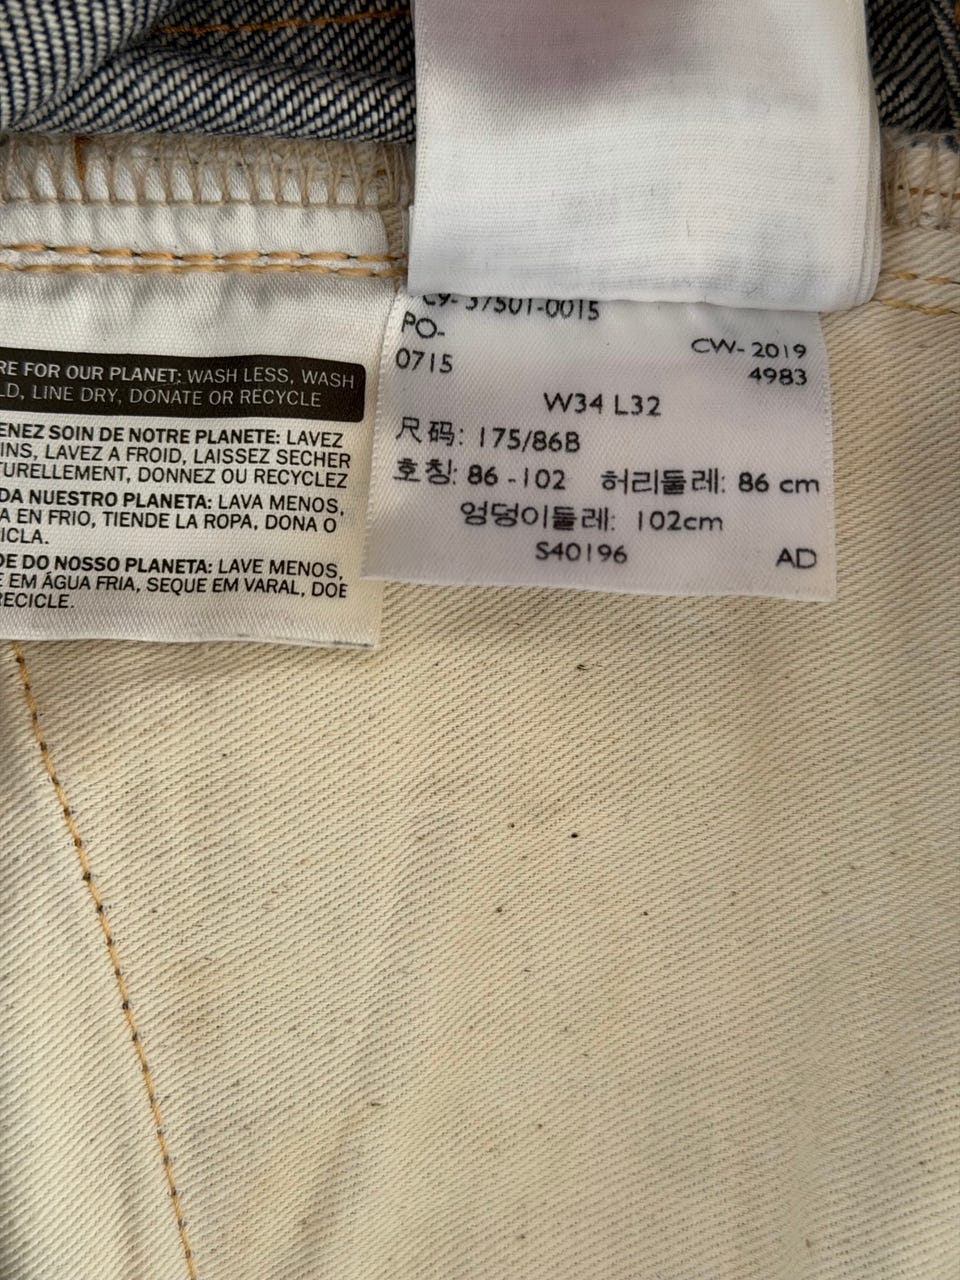 RE FOR OUR PLANET: WASH LESS, WASH
LD, LINE DRY, DONATE OR RECYCLE
ENEZ SOIN DE NOTRE PLANETE: LAVEZ
INS, LAVEZ A FROID, LAISSEZ SECHER
TURELLEMENT, DONNEZ OU RECYCLEZ
DA NUESTRO PLANETA: LAVA MENOS,
A EN FRIO, TIENDE LA ROPA, DONA O
ICLA.
DE DO NOSSO PLANETA: LAVE MENOS,
E EM ÁGUA FRIA, SEQUE EM VARAL, DOE
RECICLE.
C9- 37501-0015
PO-
0715
CW- 2019
4983
W34 L32
尺码: 175/86B
호칭: 86 -102 허리둘레: 86 cm
엉덩이둘레: 102cm
S40196 AD